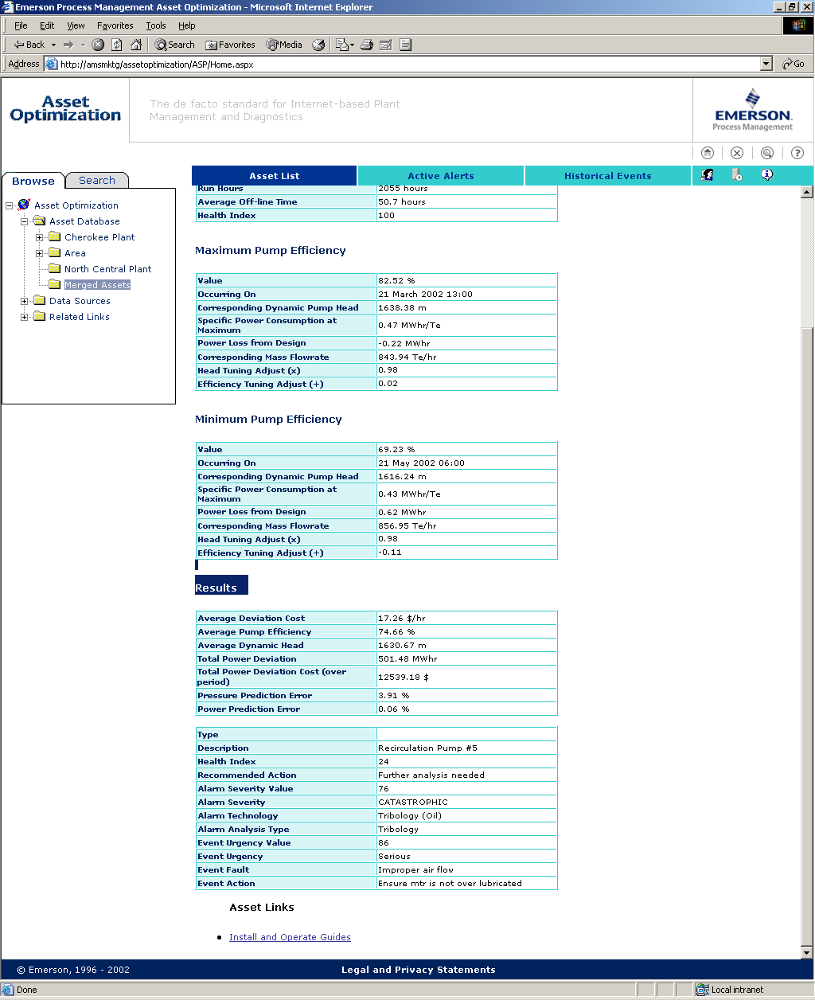 Emerson Process Management Asset Optimization - Microsoft Internet Explorer
File Edit View Favorites Tools Help
Back Search Favorites Media
Address http://amsmktg/assetoptimization/ASP/Home.aspx Go
Asset Optimization
The de facto standard for Internet-based Plant
Management and Diagnostics
EMERSON.
Process Management
Browse Search
Asset List Active Alerts Historical Events
Asset Optimization
Asset Database
Cherokee Plant
Area
North Central Plant
Merged Assets
Data Sources
Related Links
Run Hours 2055 hours
Average Off-line Time 50.7 hours
Health Index 100
Maximum Pump Efficiency
Value 82.52 %
Occurring On 21 March 2002 13:00
Corresponding Dynamic Pump Head 1638.38 m
Specific Power Consumption at Maximum 0.47 MWhr/Te
Power Loss from Design -0.22 MWhr
Corresponding Mass Flowrate 843.94 Te/hr
Head Tuning Adjust (x) 0.98
Efficiency Tuning Adjust (+) 0.02
Minimum Pump Efficiency
Value 69.23 %
Occurring On 21 May 2002 06:00
Corresponding Dynamic Pump Head 1616.24 m
Specific Power Consumption at Maximum 0.43 MWhr/Te
Power Loss from Design 0.62 MWhr
Corresponding Mass Flowrate 856.95 Te/hr
Head Tuning Adjust (x) 0.98
Efficiency Tuning Adjust (+) -0.11
Results
Average Deviation Cost 17.26 $/hr
Average Pump Efficiency 74.66 %
Average Dynamic Head 1630.67 m
Total Power Deviation 501.48 MWhr
Total Power Deviation Cost (over period) 12539.18 $
Pressure Prediction Error 3.91 %
Power Prediction Error 0.06 %
Type
Description Recirculation Pump #5
Health Index 24
Recommended Action Further analysis needed
Alarm Severity Value 76
Alarm Severity CATASTROPHIC
Alarm Technology Tribology (Oil)
Alarm Analysis Type Tribology
Event Urgency Value 86
Event Urgency Serious
Event Fault Improper air flow
Event Action Ensure mtr is not over lubricated
Asset Links
Install and Operate Guides
© Emerson, 1996 - 2002 Legal and Privacy Statements
Done Local intranet